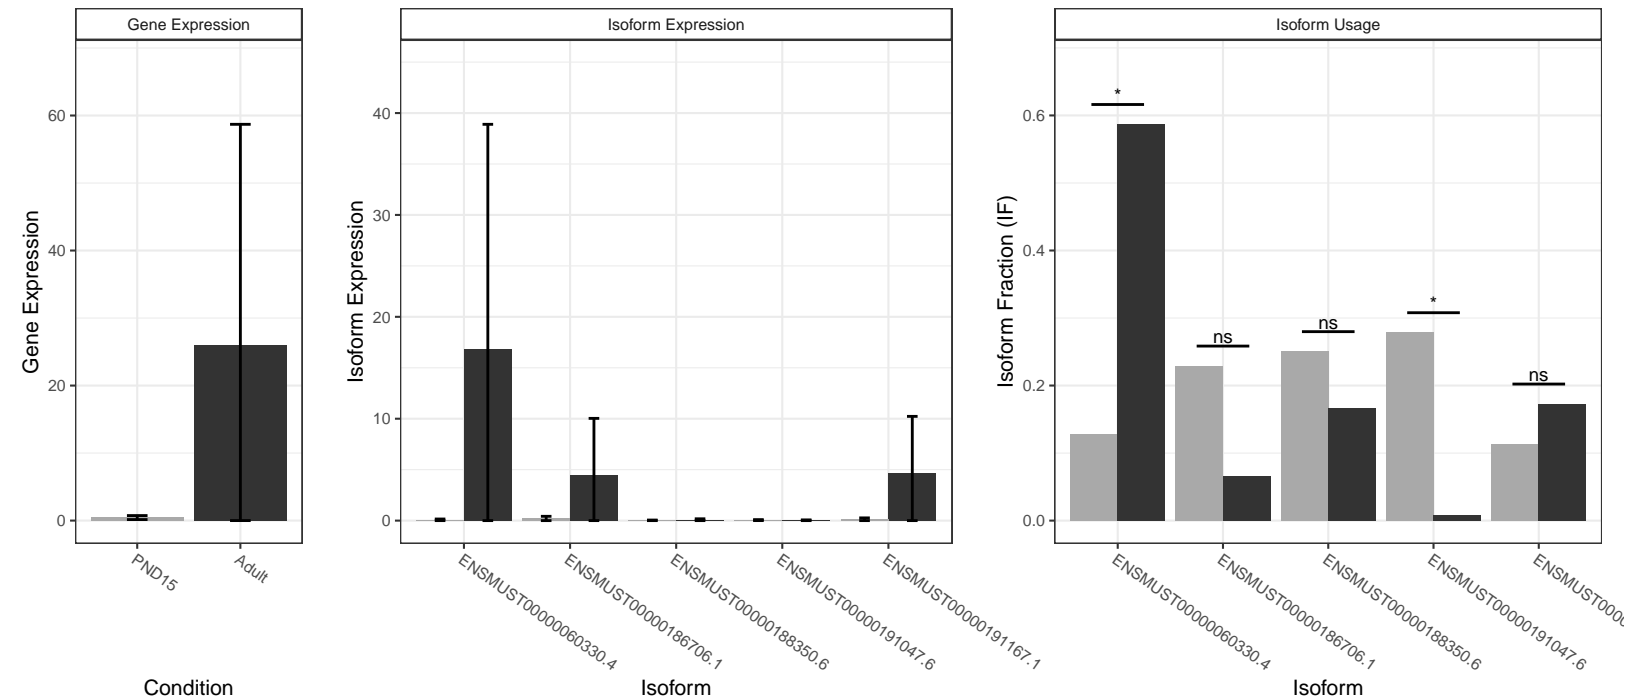 Gene Expression
Gene Expression
60
40
20
0
PND15
Adult
Condition
Isoform Expression
Isoform Expression
40
30
20
10
0
ENSMUST00000060330.4
ENSMUST00000186706.1
ENSMUST00000188350.6
ENSMUST00000191047.6
ENSMUST00000191167.1
Isoform
Isoform Usage
Isoform Fraction (IF)
0.6
0.4
0.2
0.0
*
ns
ns
*
ns
ENSMUST00000060330.4
ENSMUST00000186706.1
ENSMUST00000188350.6
ENSMUST00000191047.6
Isoform